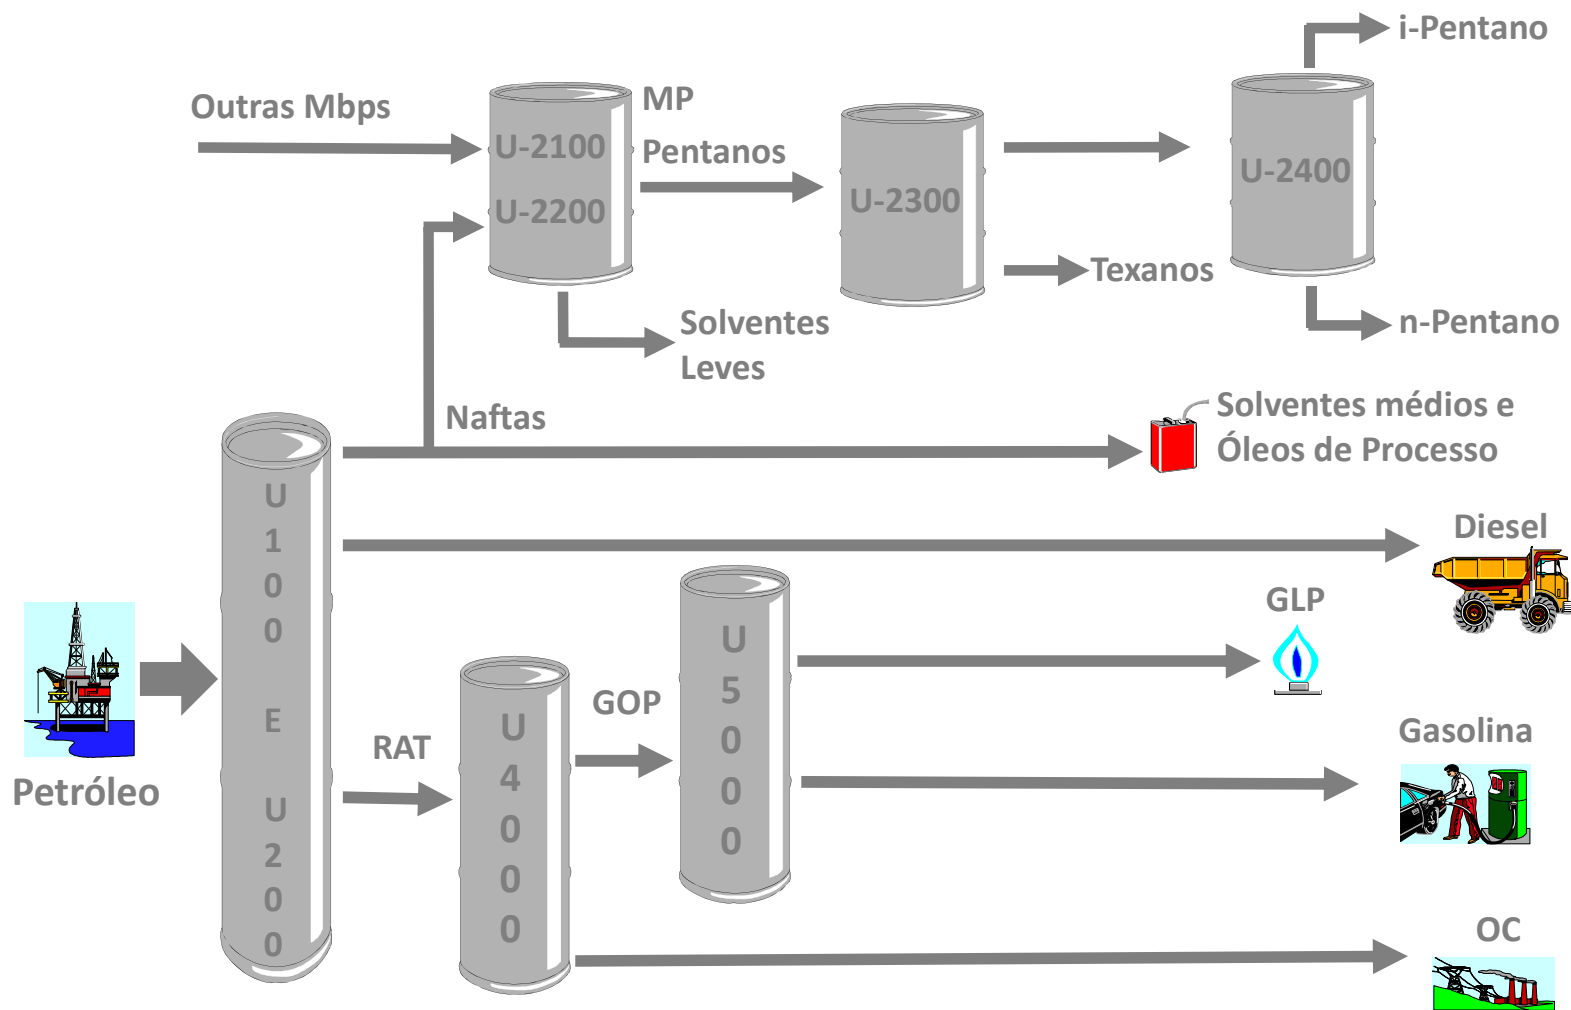 i-Pentano
Outras Mbps
MP
Pentanos
U-2100
U-2200
U-2300
U-2400
Texanos
n-Pentano
Solventes
Leves
Naftas
Solventes médios e
Óleos de Processo
U
1
0
0
E
U
2
0
0
Diesel
GLP
U
5
0
0
0
GOP
U
4
0
0
0
RAT
Gasolina
Petróleo
OC